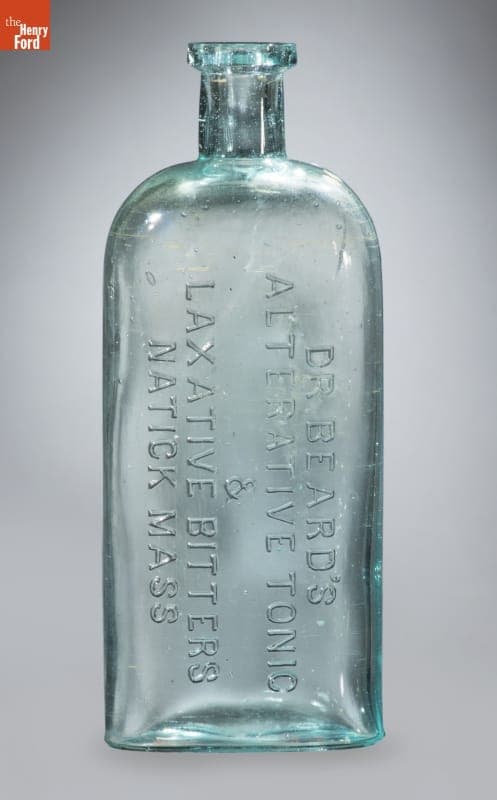 the
Henry
Ford
DR BEARD'S
ALTERATIVE TONIC
&
LAXATIVE BITTERS
NATICK MASS